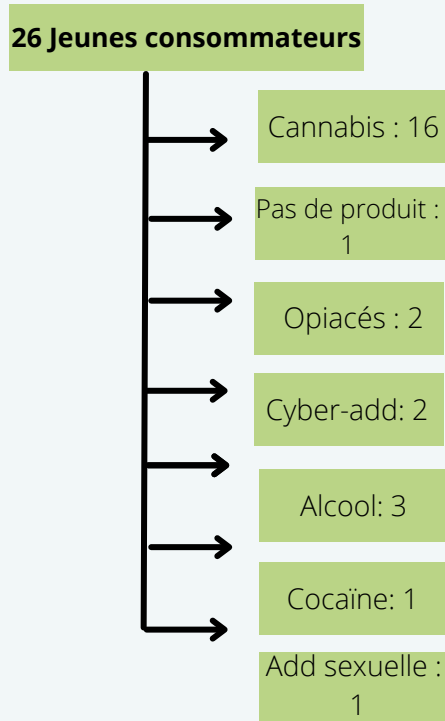 26 Jeunes consommateurs
Cannabis : 16
Pas de produit :
1
Opiacés : 2
Cyber-add: 2
Alcool: 3
Cocaïne: 1
Add sexuelle :
1